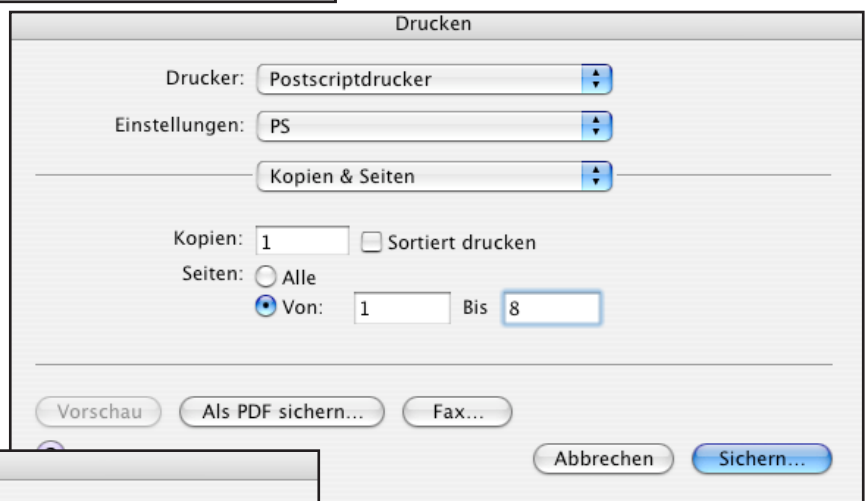 Drucken
Drucker: Postscriptdrucker
Einstellungen: PS
Kopien & Seiten
Kopien: 1 Sortiert drucken
Seiten: Alle
Von: 1 Bis 8
Vorschau Als PDF sichern... Fax...
Abbrechen Sichern...